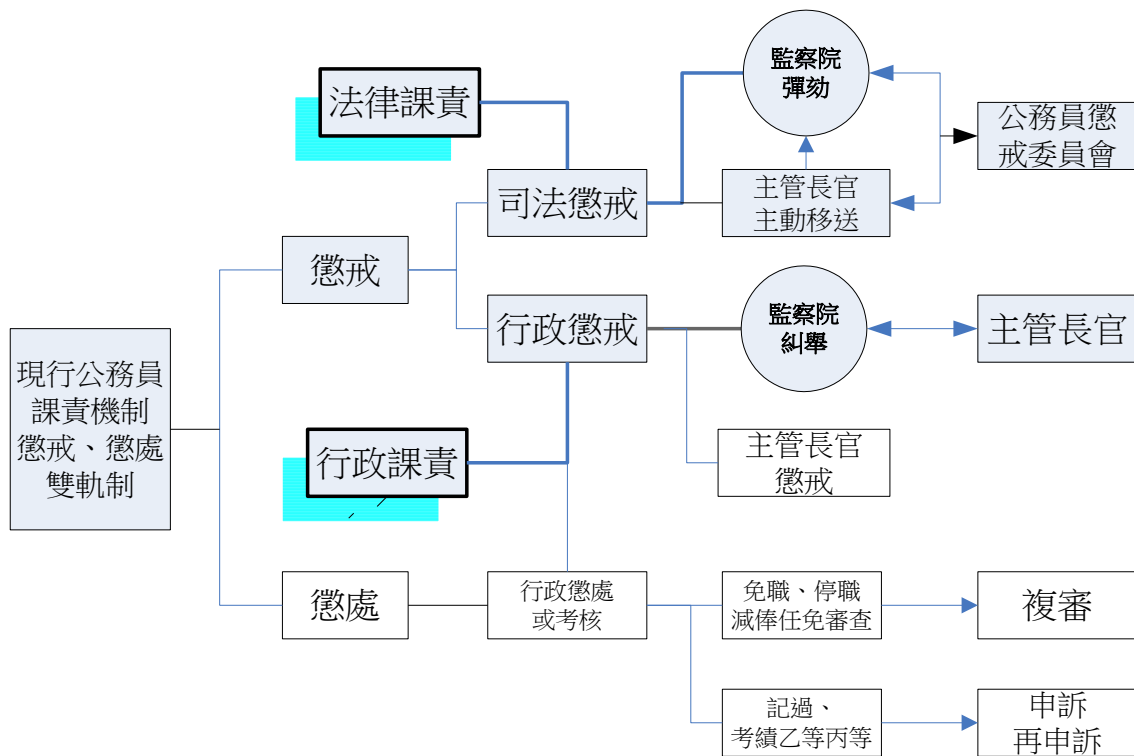 監察院
彈劾
法律課責
公務員懲
戒委員會
司法懲戒
主管長官
主動移送
懲戒
行政懲戒
監察院
糾舉
主管長官
現行公務員
課責機制
懲戒、懲處
雙軌制
行政課責
主管長官
懲戒
懲處
行政懲處
或考核
免職、停職
減俸任免審查
複審
記過、
考績乙等丙等
申訴
再申訴